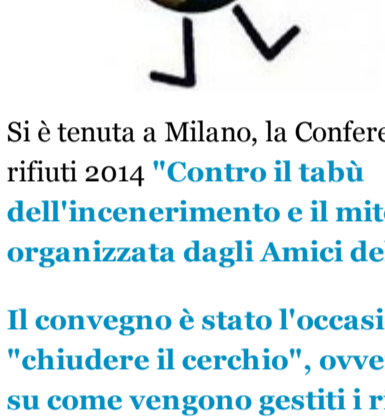 Si è tenuta a Milano, la Confere
rifiuti 2014 "Contro il tabù
dell'incenerimento e il mit
organizzata dagli Amici de
Il convegno è stato l'occasi
"chiudere il cerchio", ovve
su come vengono gestiti i ri